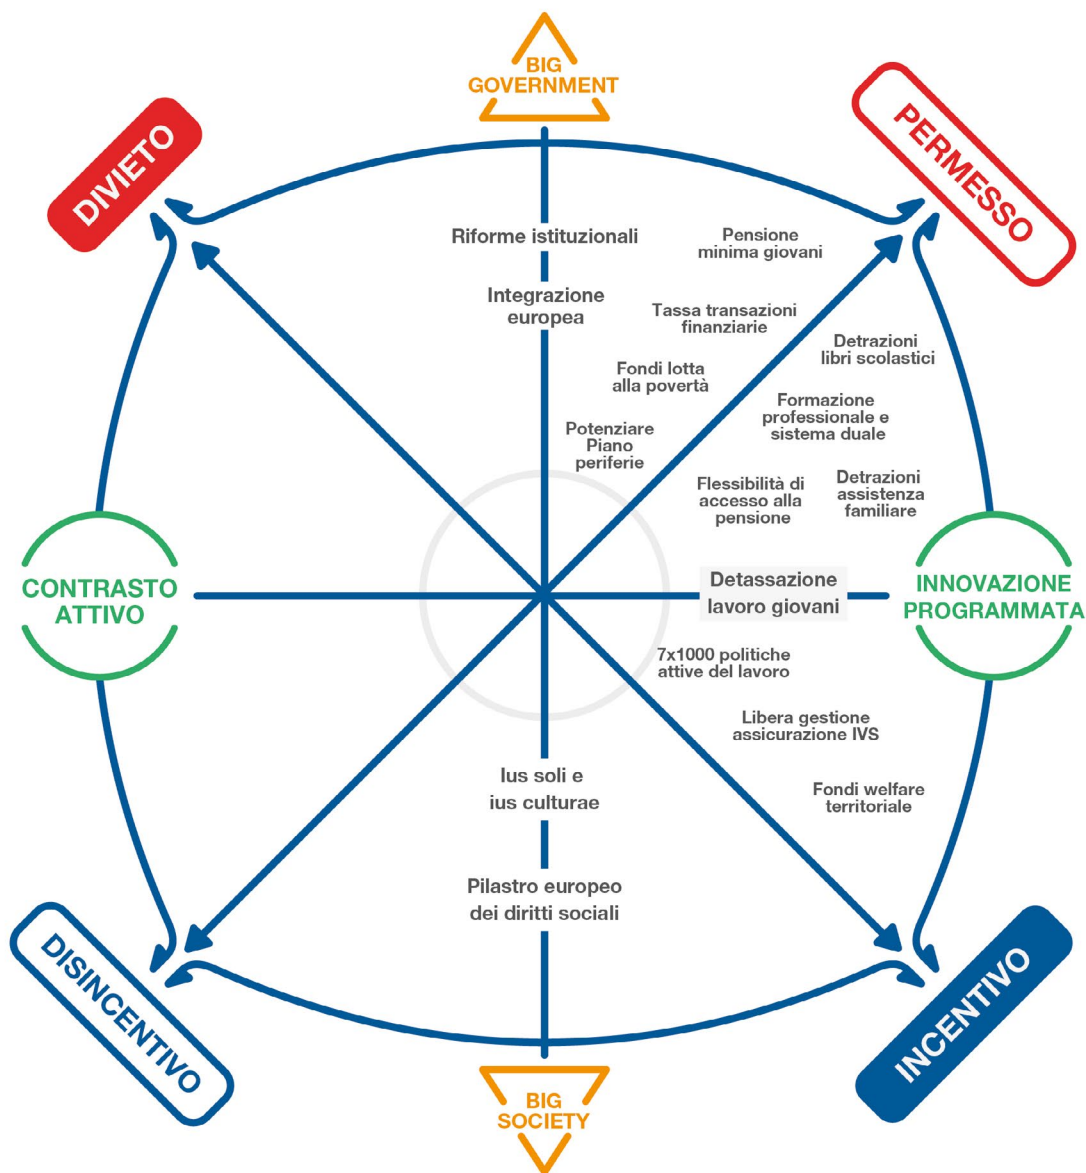 BIG
GOVERNMENT
DIVIETO
PERMESSO
Riforme istituzionali
Pensione
minima giovani
Integrazione
europea
Tassa transazioni
finanziarie
Detrazioni
libri scolastici
Fondi lotta
alla povertà
Formazione
professionale e
sistema duale
Potenziare
Piano
periferie
Flessibilità di
accesso alla
pensione
Detrazioni
assistenza
familiare
CONTRASTO
ATTIVO
Detassazione
lavoro giovani
INNOVAZIONE
PROGRAMMATA
7x1000 politiche
attive del lavoro
Libera gestione
assicurazione IVS
Ius soli e
ius culturae
Fondi welfare
territoriale
Pilastro europeo
dei diritti sociali
DISINCENTIVO
INCENTIVO
BIG
SOCIETY